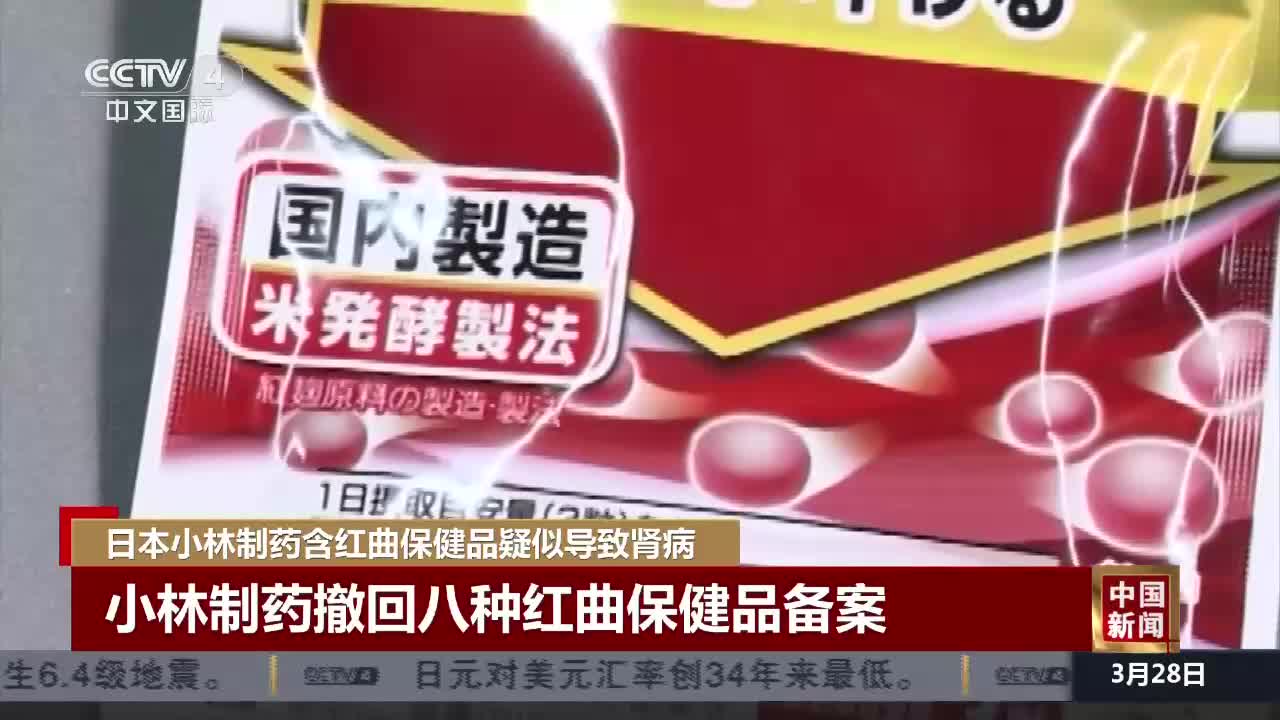 CCTV 4
中文国际
国内製造
米発酵製法
紅麹原料の製造・製法
日本小林制药含红曲保健品疑似导致肾病
小林制药撤回八种红曲保健品备案
中国
新闻
生6.4级地震。 CCTV 4 日元对美元汇率创34年来最低。 CCTV 4
3月28日